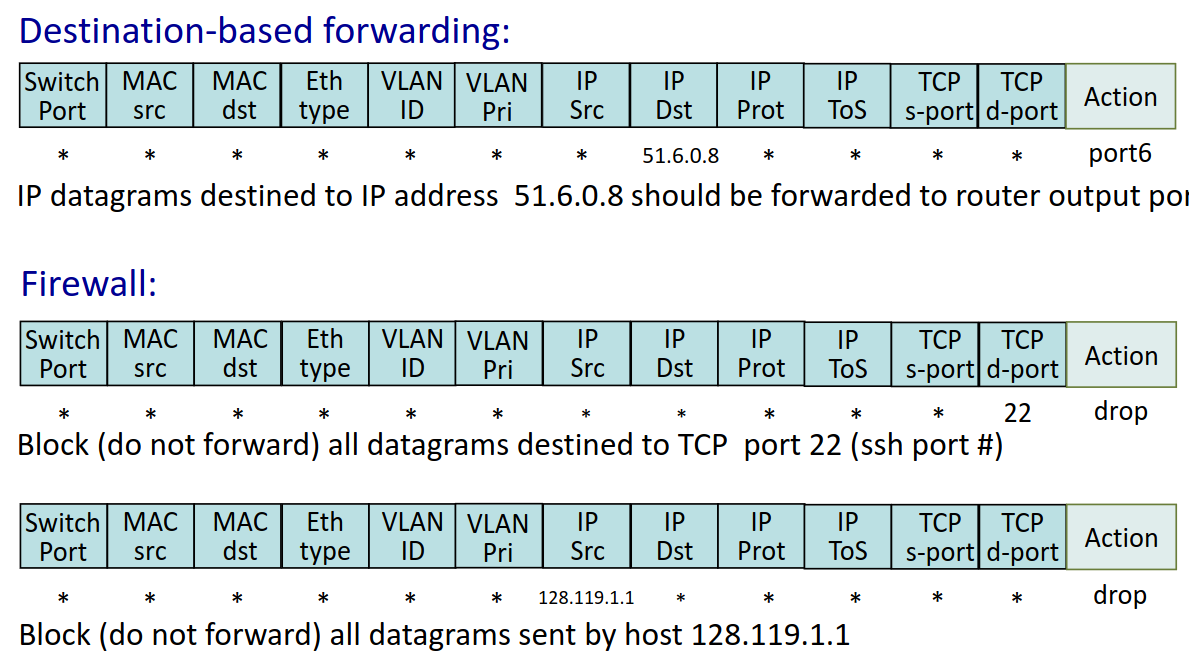 Destination-based forwarding:
Switch Port MAC src MAC dst Eth type VLAN ID VLAN Pri IP Src IP Dst IP Prot IP ToS TCP s-port TCP d-port Action
* * * * * * * 51.6.0.8 * * * * port6
IP datagrams destined to IP address 51.6.0.8 should be forwarded to router output por
Firewall:
Switch Port MAC src MAC dst Eth type VLAN ID VLAN Pri IP Src IP Dst IP Prot IP ToS TCP s-port TCP d-port Action
* * * * * * * * * * * 22 drop
Block (do not forward) all datagrams destined to TCP port 22 (ssh port #)
Switch Port MAC src MAC dst Eth type VLAN ID VLAN Pri IP Src IP Dst IP Prot IP ToS TCP s-port TCP d-port Action
* * * * * * 128.119.1.1 * * * * * drop
Block (do not forward) all datagrams sent by host 128.119.1.1